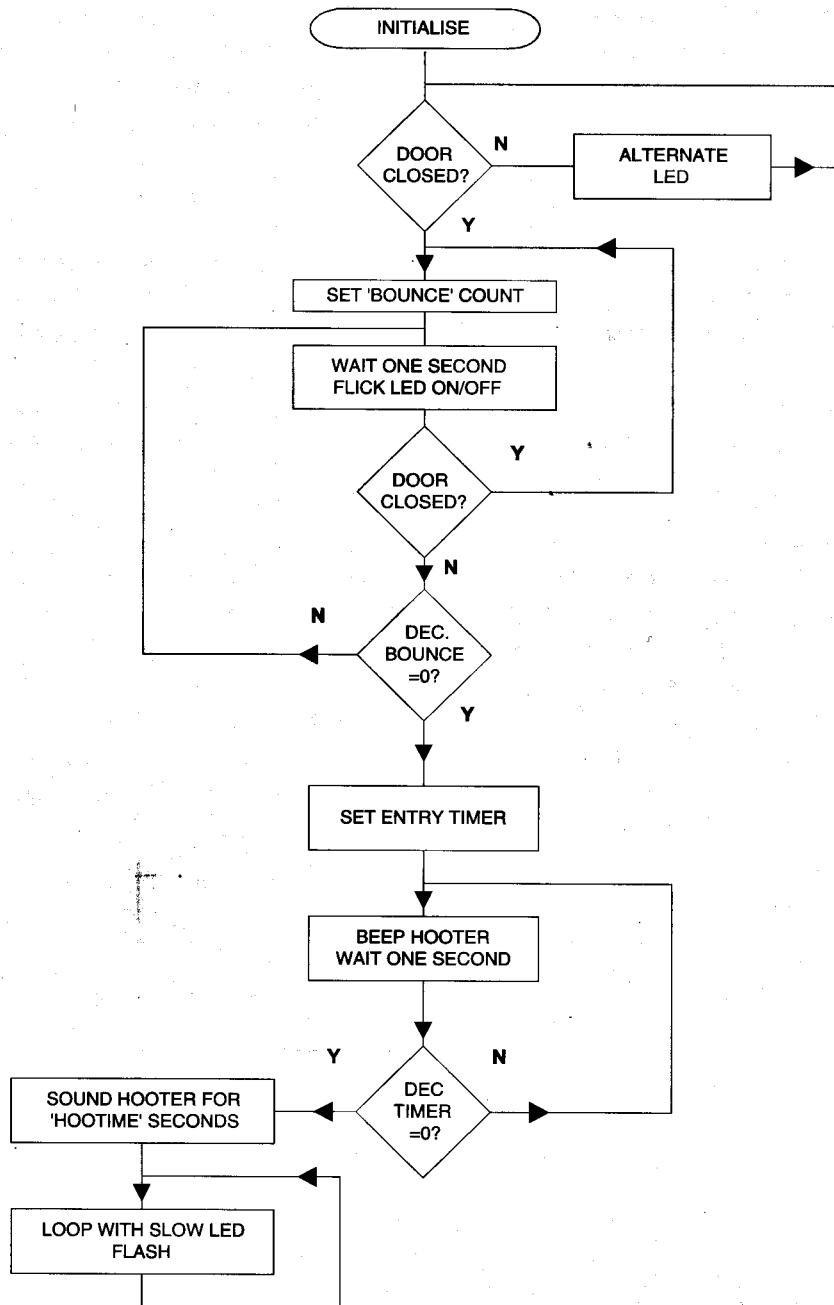 INITIALISE
DOOR
CLOSED?
N
ALTERNATE
LED
Y
SET 'BOUNCE' COUNT
WAIT ONE SECOND
FLICK LED ON/OFF
DOOR
CLOSED?
Y
N
DEC.
BOUNCE
=0?
N
Y
SET ENTRY TIMER
BEEP HOOTER
WAIT ONE SECOND
DEC
TIMER
=0?
Y
N
SOUND HOOTER FOR
'HOOTIME' SECONDS
LOOP WITH SLOW LED
FLASH